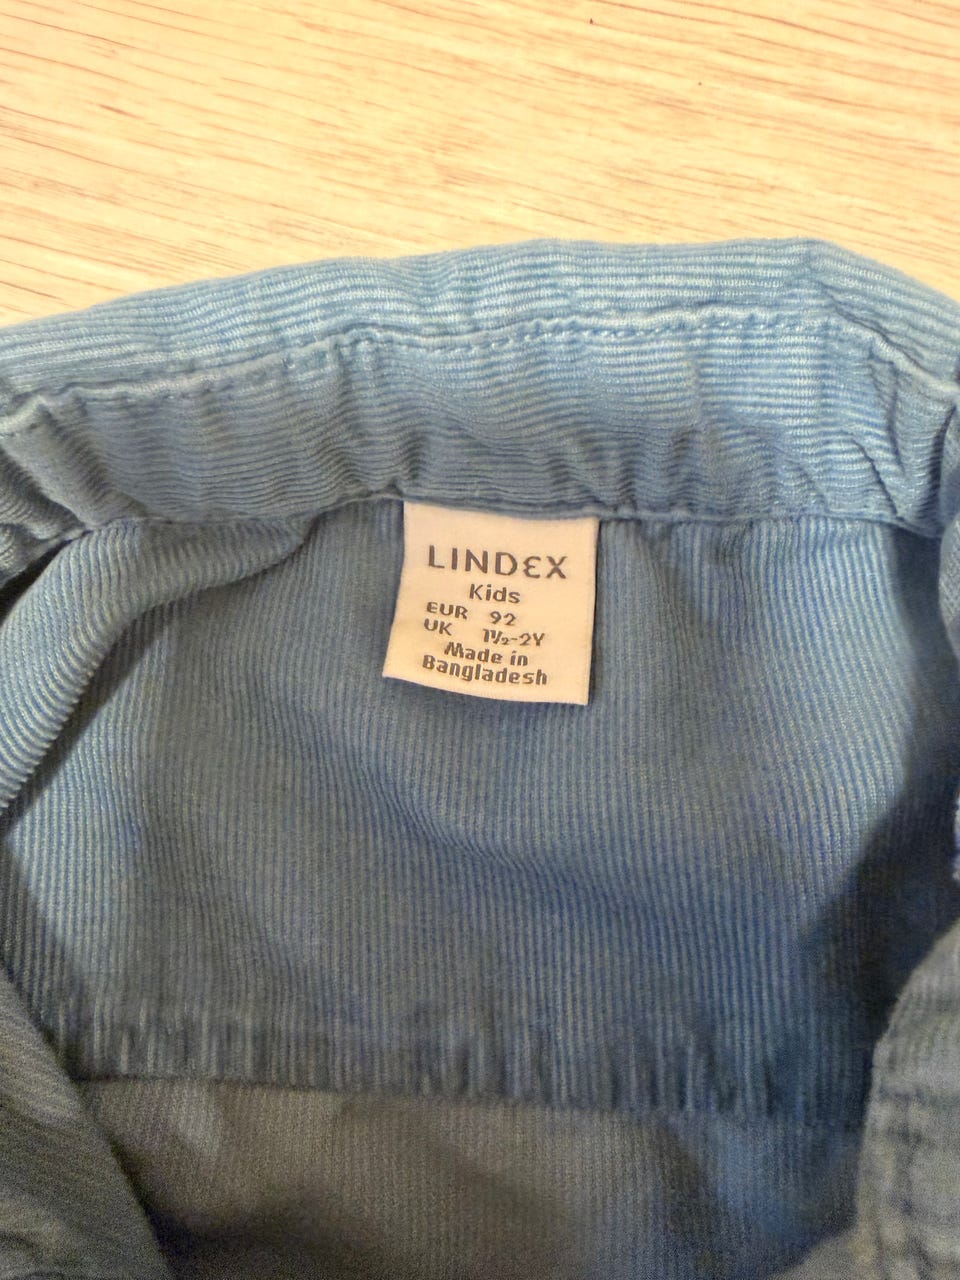 LINDEX
Kids
EUR 92
UK 1½-2Y
Made in
Bangladesh